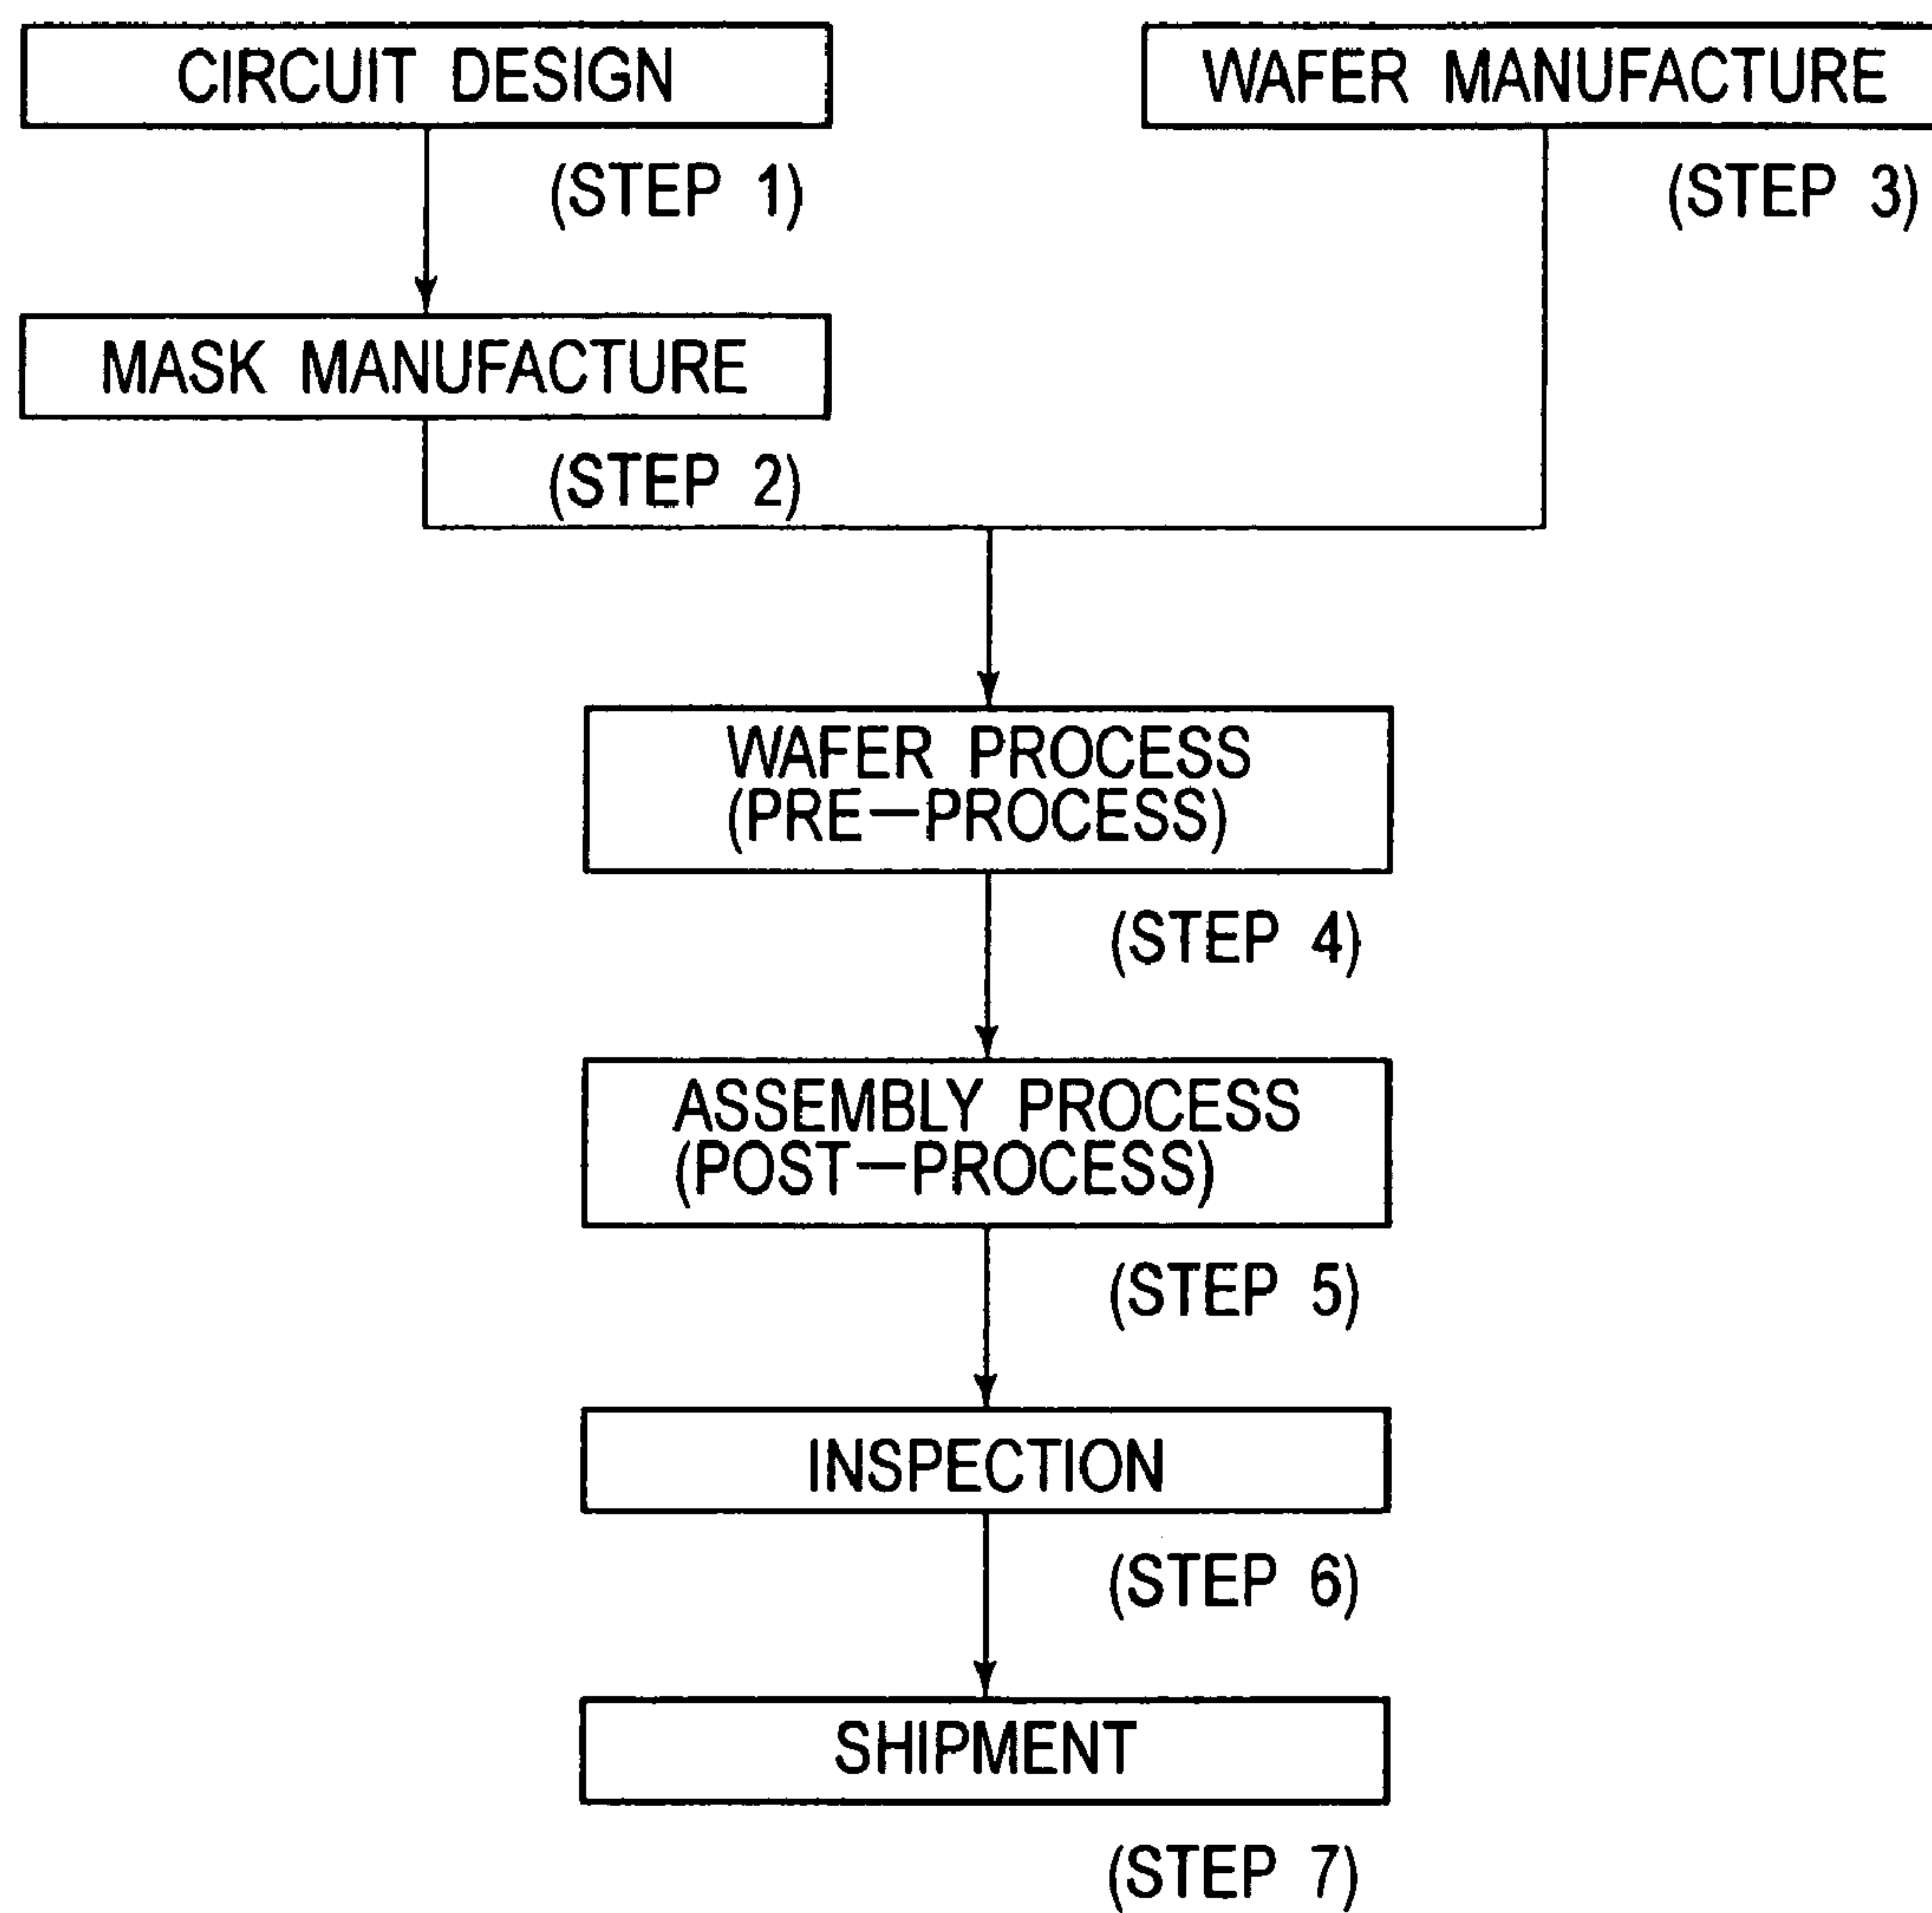 CIRCUIT DESIGN
(STEP 1)
MASK MANUFACTURE
(STEP 2)
WAFER MANUFACTURE
(STEP 3)
WAFER PROCESS
(PRE—PROCESS)
(STEP 4)
ASSEMBLY PROCESS
(POST—PROCESS)
(STEP 5)
INSPECTION
(STEP 6)
SHIPMENT
(STEP 7)